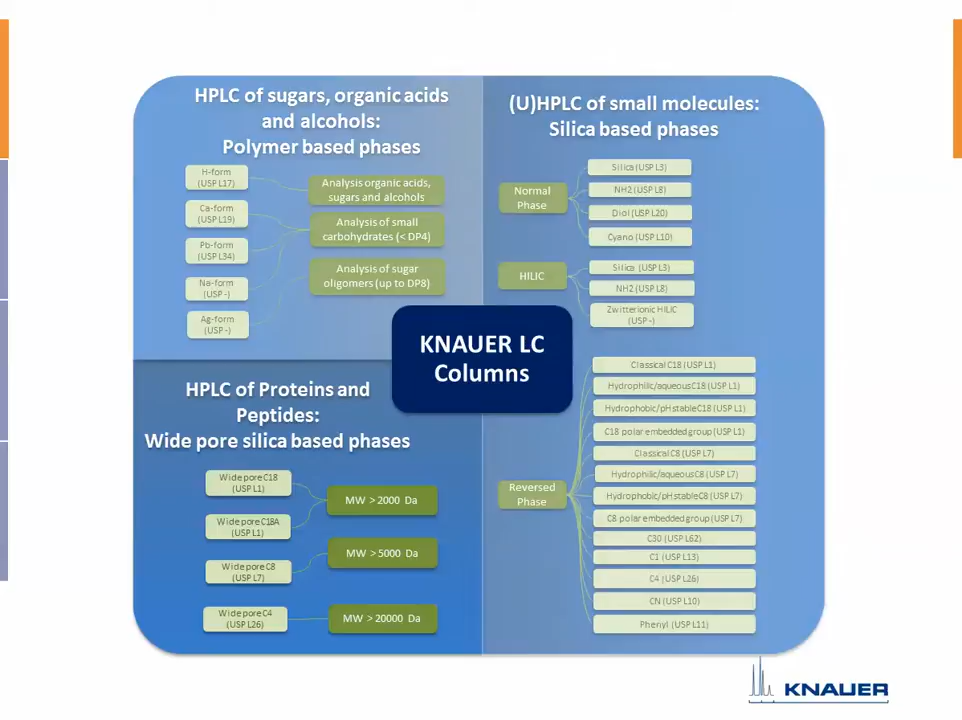 HPLC of sugars, organic acids
and alcohols:
Polymer based phases
H-form
(USP L17)
Ca-form
(USP L19)
Pb-form
(USP L34)
Na-form
(USP -)
Ag-form
(USP -)
Analysis organic acids,
sugars and alcohols
Analysis of small
carbohydrates (< DP4)
Analysis of sugar
oligomers (up to DP8)
(U)HPLC of small molecules:
Silica based phases
Normal
Phase
Silica (USP L3)
NH2 (USP L8)
Diol (USP L20)
Cyano (USP L10)
HILIC
Silica (USP L3)
NH2 (USP L8)
Zwitterionic HILIC
(USP -)
KNAUER LC
Columns
HPLC of Proteins and
Peptides:
Wide pore silica based phases
Wide pore C18
(USP L1)
Wide pore C18A
(USP L1)
Wide pore C8
(USP L7)
Wide pore C4
(USP L26)
MW > 2000 Da
MW > 5000 Da
MW > 20000 Da
Reversed
Phase
Classical C18 (USP L1)
Hydrophilic/aqueous C18 (USP L1)
Hydrophobic/pH stable C18 (USP L1)
C18 polar embedded group (USP L1)
Classical C8 (USP L7)
Hydrophilic/aqueous C8 (USP L7)
Hydrophobic/pH stable C8 (USP L7)
C8 polar embedded group (USP L7)
C30 (USP L62)
C1 (USP L13)
C4 (USP L26)
CN (USP L10)
Phenyl (USP L11)
KNAUER